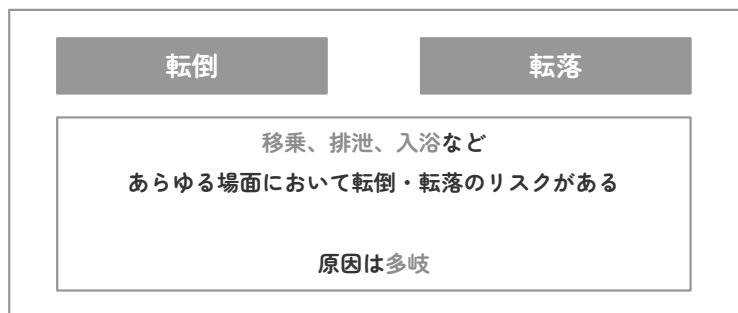 転倒
転落
移乗、排泄、入浴など
あらゆる場面において転倒・転落のリスクがある
原因は多岐